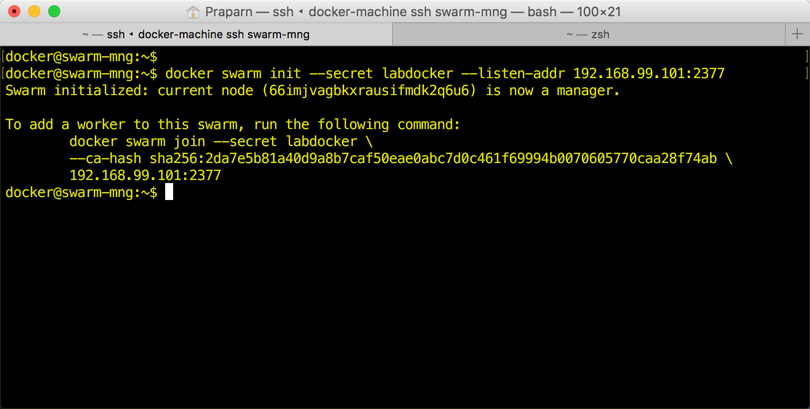 Praparn — ssh ◂ docker-machine ssh swarm-mng — bash — 100×21
~ — ssh ◂ docker-machine ssh swarm-mng
~ — zsh
+
[docker@swarm-mng:~$ ]
[docker@swarm-mng:~$ docker swarm init --secret labdocker --listen-addr 192.168.99.101:2377 ]
Swarm initialized: current node (66imjvagbkxrausifmdk2q6u6) is now a manager.
To add a worker to this swarm, run the following command:
docker swarm join --secret labdocker \
--ca-hash sha256:2da7e5b81a40d9a8b7caf50eae0abc7d0c461f69994b0070605770caa28f74ab \
192.168.99.101:2377
docker@swarm-mng:~$